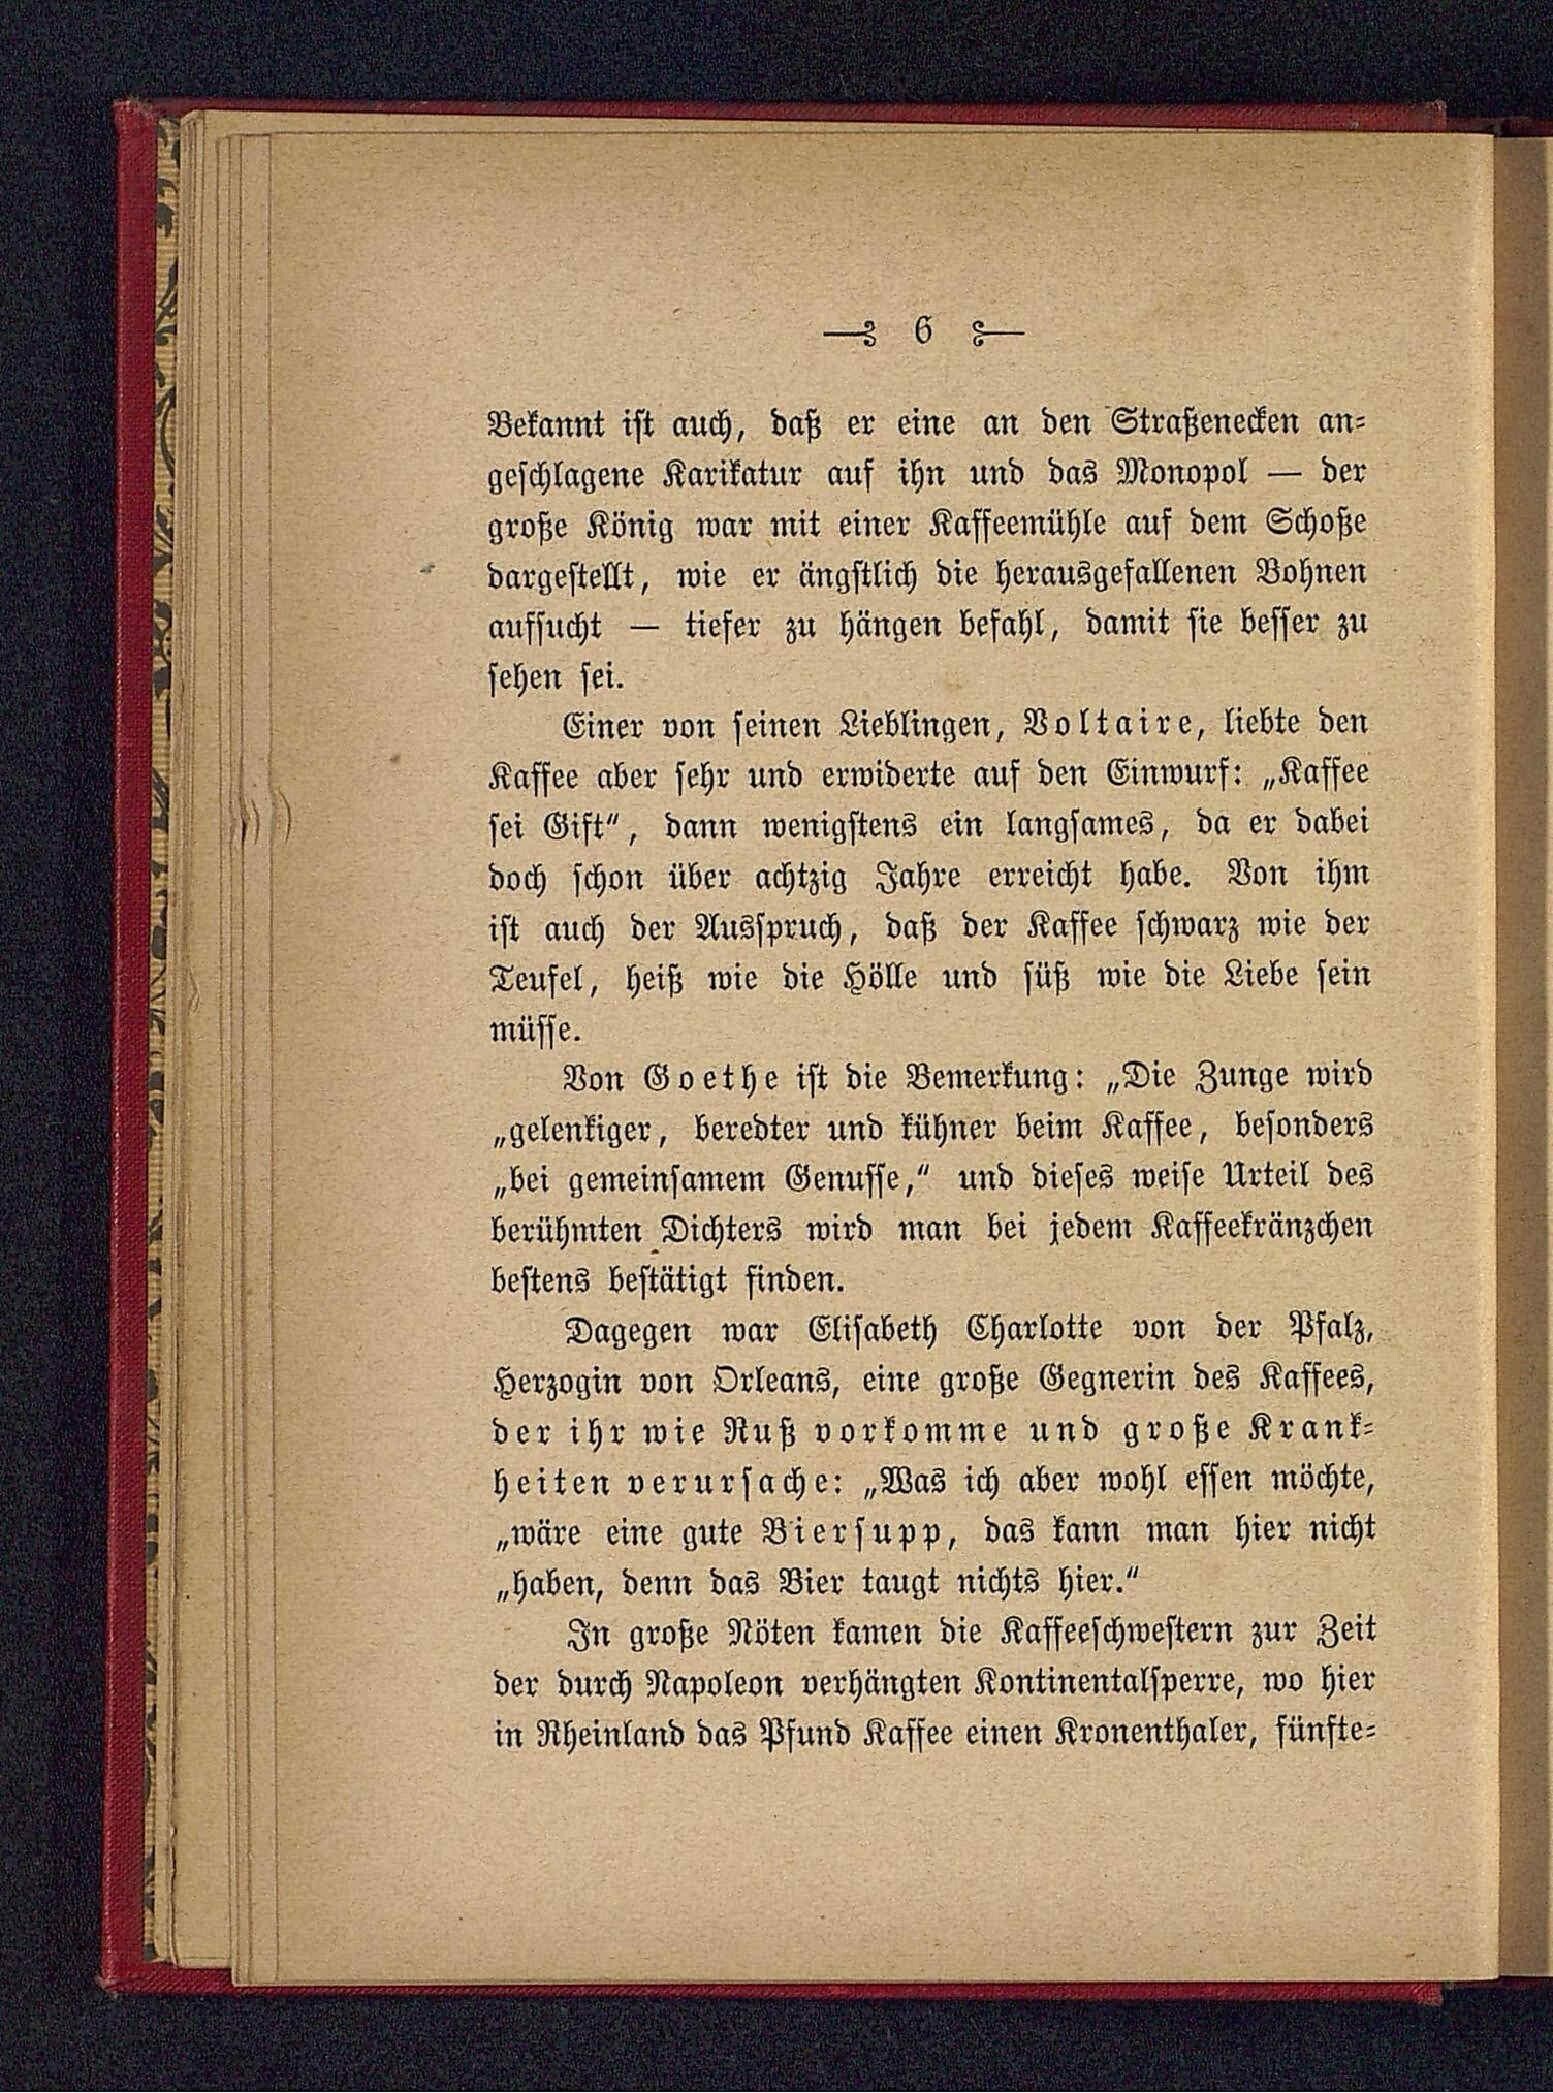 6
Bekannt ist auch, daß er eine an den Straßenecken an-
geschlagene Karikatur auf ihn und das Monopol — der
große König war mit einer Kaffeemühle auf dem Schoße
dargestellt, wie er ängstlich die herausgefallenen Bohnen
aufsucht — tiefer zu hängen befahl, damit sie besser zu
sehen sei.
Einer von seinen Lieblingen, Voltaire, liebte den
Kaffee aber sehr und erwiderte auf den Einwurf: „Kaffee
sei Gift“, dann wenigstens ein langsames, da er dabei
doch schon über achtzig Jahre erreicht habe. Von ihm
ist auch der Ausspruch, daß der Kaffee schwarz wie der
Teufel, heiß wie die Hölle und süß wie die Liebe sein
müsse.
Von Goethe ist die Bemerkung: „Die Zunge wird
„gelenkiger, beredter und kühner beim Kaffee, besonders
„bei gemeinsamem Genusse,“ und dieses weise Urteil des
berühmten Dichters wird man bei jedem Kaffeekränzchen
bestens bestätigt finden.
Dagegen war Elisabeth Charlotte von der Pfalz,
Herzogin von Orleans, eine große Gegnerin des Kaffees,
der ihr wie Ruß vorkomme und große Krank-
heiten verursache: „Was ich aber wohl essen möchte,
„wäre eine gute Biersupp, das kann man hier nicht
„haben, denn das Bier taugt nichts hier.“
In große Nöten kamen die Kaffeeschwestern zur Zeit
der durch Napoleon verhängten Kontinentalsperre, wo hier
in Rheinland das Pfund Kaffee einen Kronenthaler, fünfte-